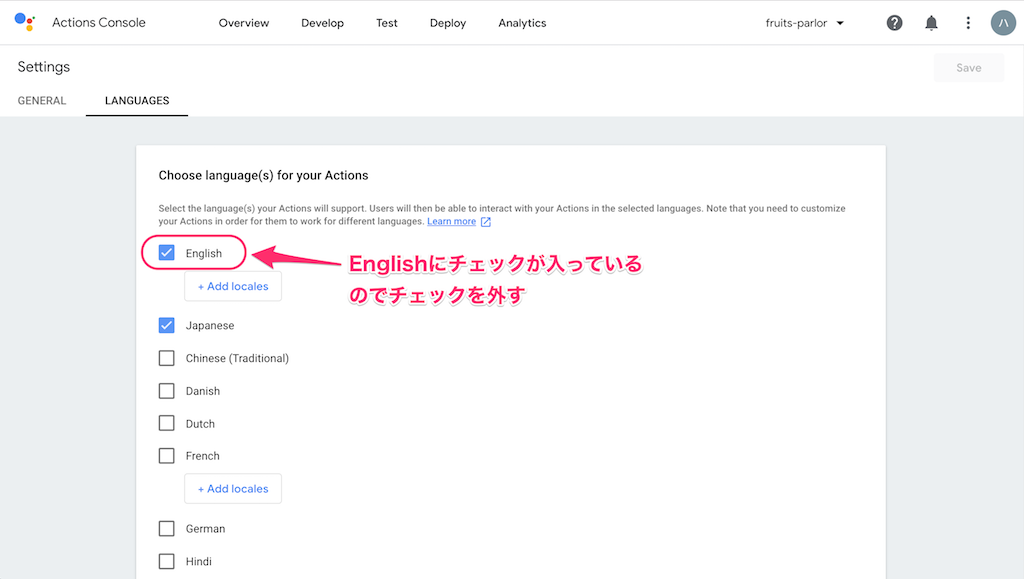 Actions Console
Overview
Develop
Test
Deploy
Analytics
fruits-parlor
Settings
Save
GENERAL
LANGUAGES
Choose language(s) for your Actions
Select the language(s) your Actions will support. Users will then be able to interact with your Actions in the selected languages. Note that you need to customize
your Actions in order for them to work for different languages. Learn more
English
Englishにチェックが入っている
のでチェックを外す
+ Add locales
Japanese
Chinese (Traditional)
Danish
Dutch
French
+ Add locales
German
Hindi